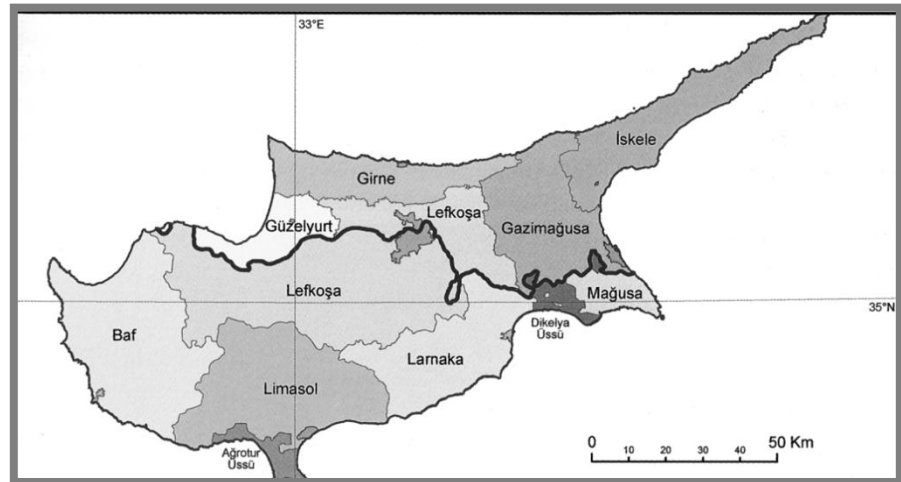 33°E
İskele
Girne
Lefkoşa
Güzelyurt
Gazimağusa
Lefkoşa
Mağusa
35°N
Dikelya
Üssü
Baf
Larnaka
Limasol
Ağrotur
Üssü
0 10 20 30 40 50 Km